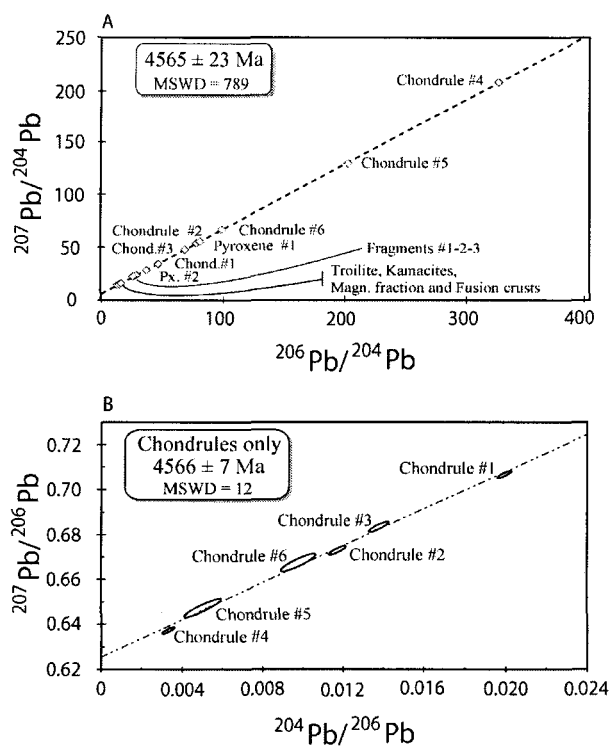 A
4565 ± 23 Ma
MSWD = 789
250
200
150
100
50
0
207Pb/204Pb
Chondrule #4
Chondrule #5
Chondrule #2
Chondrule #6
Chond.#3
Pyroxene #1
Chond.#1
Fragments #1-2-3
Px. #2
Troilite, Kamacites,
Magn. fraction and Fusion crusts
0 100 200 300 400
206Pb/204Pb
B
Chondrules only
4566 ± 7 Ma
MSWD = 12
0.72
0.70
0.68
0.66
0.64
0.62
207Pb/206Pb
Chondrule #1
Chondrule #3
Chondrule #2
Chondrule #6
Chondrule #5
Chondrule #4
0 0.004 0.008 0.012 0.016 0.020 0.024
204Pb/206Pb